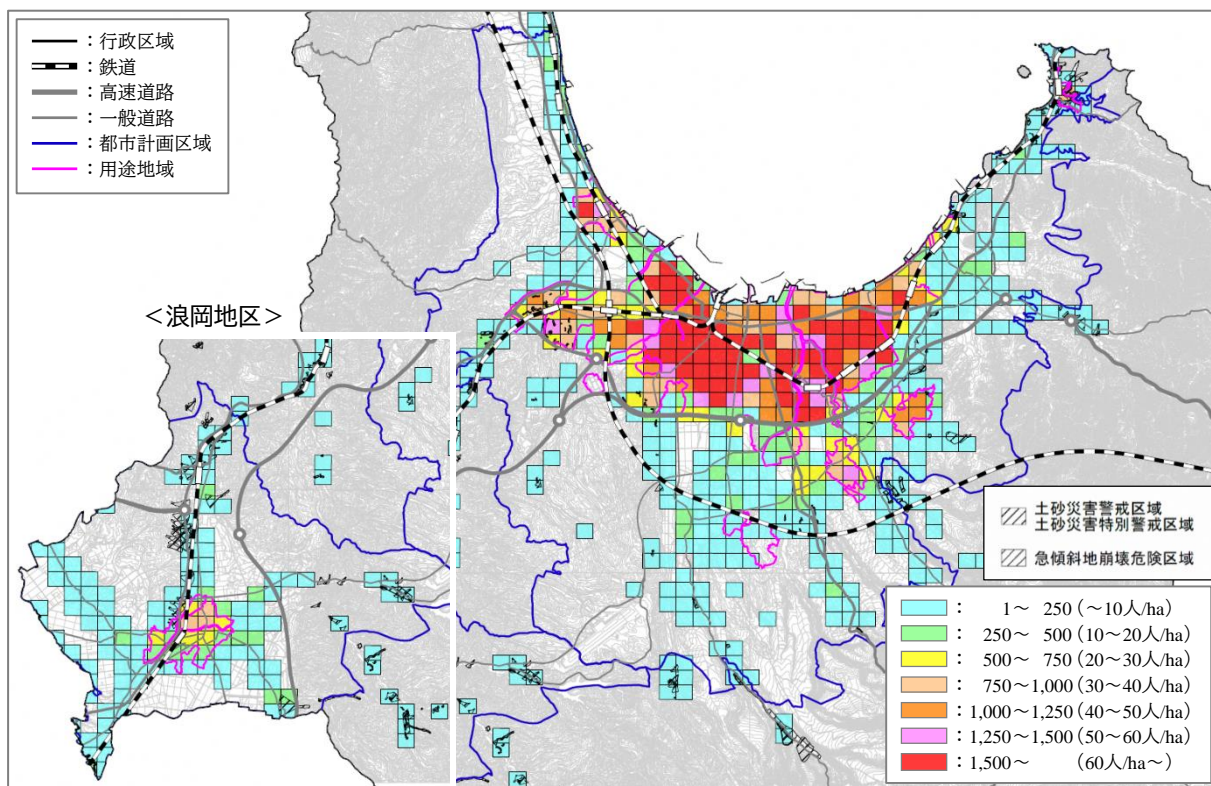 ：行政区域
：鉄道
：高速道路
：一般道路
：都市計画区域
：用途地域
＜浪岡地区＞
土砂災害警戒区域
土砂災害特別警戒区域
急傾斜地崩壊危険区域
： 1～ 250（～10人/ha）
： 250～ 500（10～20人/ha）
： 500～ 750（20～30人/ha）
： 750～1,000（30～40人/ha）
：1,000～1,250（40～50人/ha）
：1,250～1,500（50～60人/ha）
：1,500～ （60人/ha～）